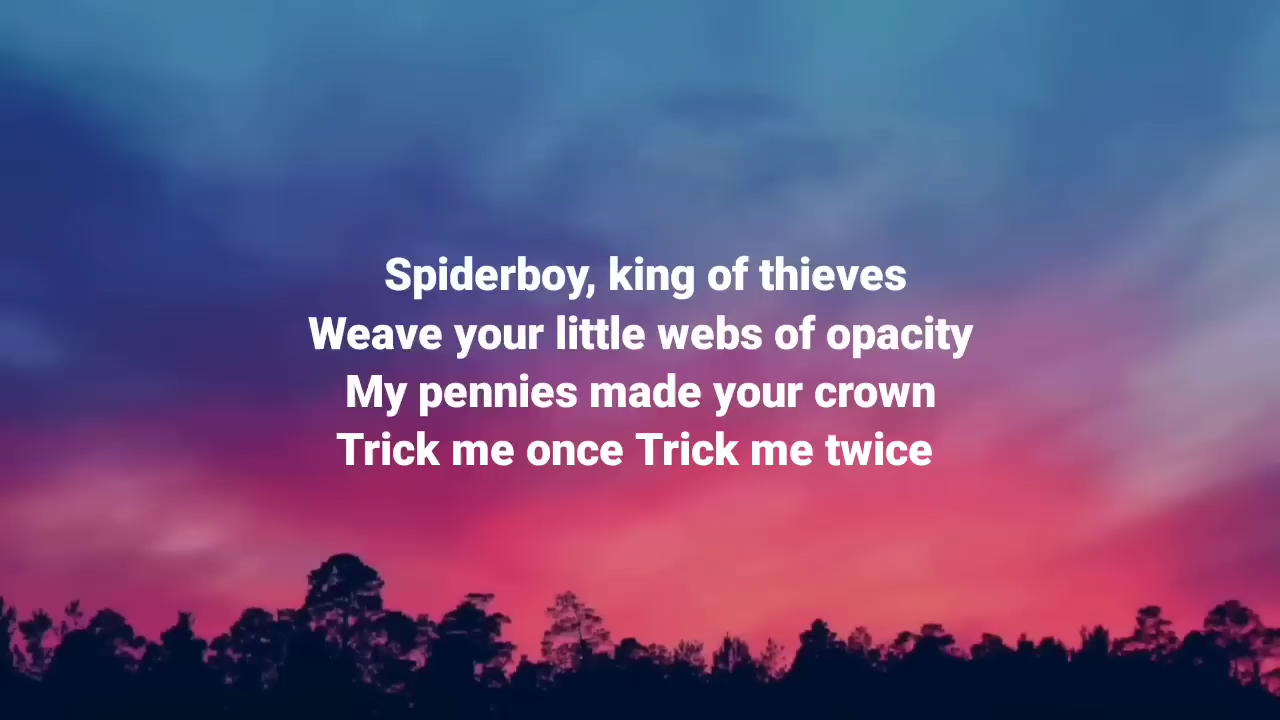 Spiderboy, king of thieves
Weave your little webs of opacity
My pennies made your crown
Trick me once Trick me twice